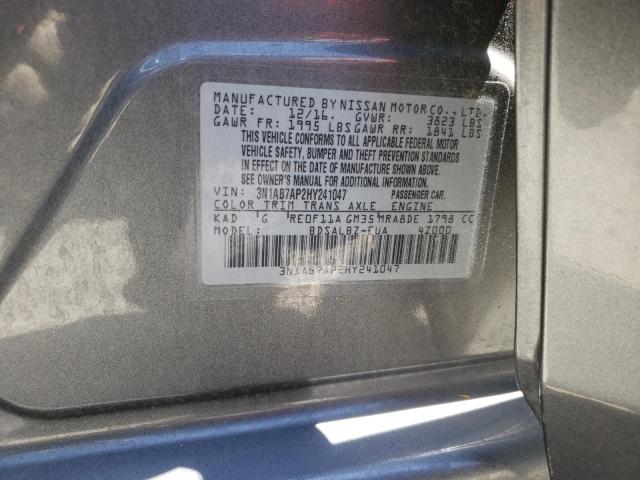 MANUFACTURED BY NISSAN MOTOR CO., LTD.
DATE: 12/16. GVWR: 3823 LBS
GAWR FR: 1995 LBS GAWR RR: 1841 LBS
THIS VEHICLE CONFORMS TO ALL APPLICABLE FEDERAL MOTOR
VEHICLE SAFETY, BUMPER AND THEFT PREVENTION STANDARDS
IN EFFECT ON THE DATE OF MANUFACTURE SHOWN ABOVE.
SEE OWNER'S MANUAL FOR ADDITIONAL INFORMATION.
VIN: 3N1AB7AP2HY241047 PASSENGER CAR.
COLOR TRIM TRANS AXLE ENGINE
KAD G RE0F11A GM35 MRA8DE 1798 CC
MODEL: BDSALBZ-EUA 4Z000
3N1AB7AP2HY241047